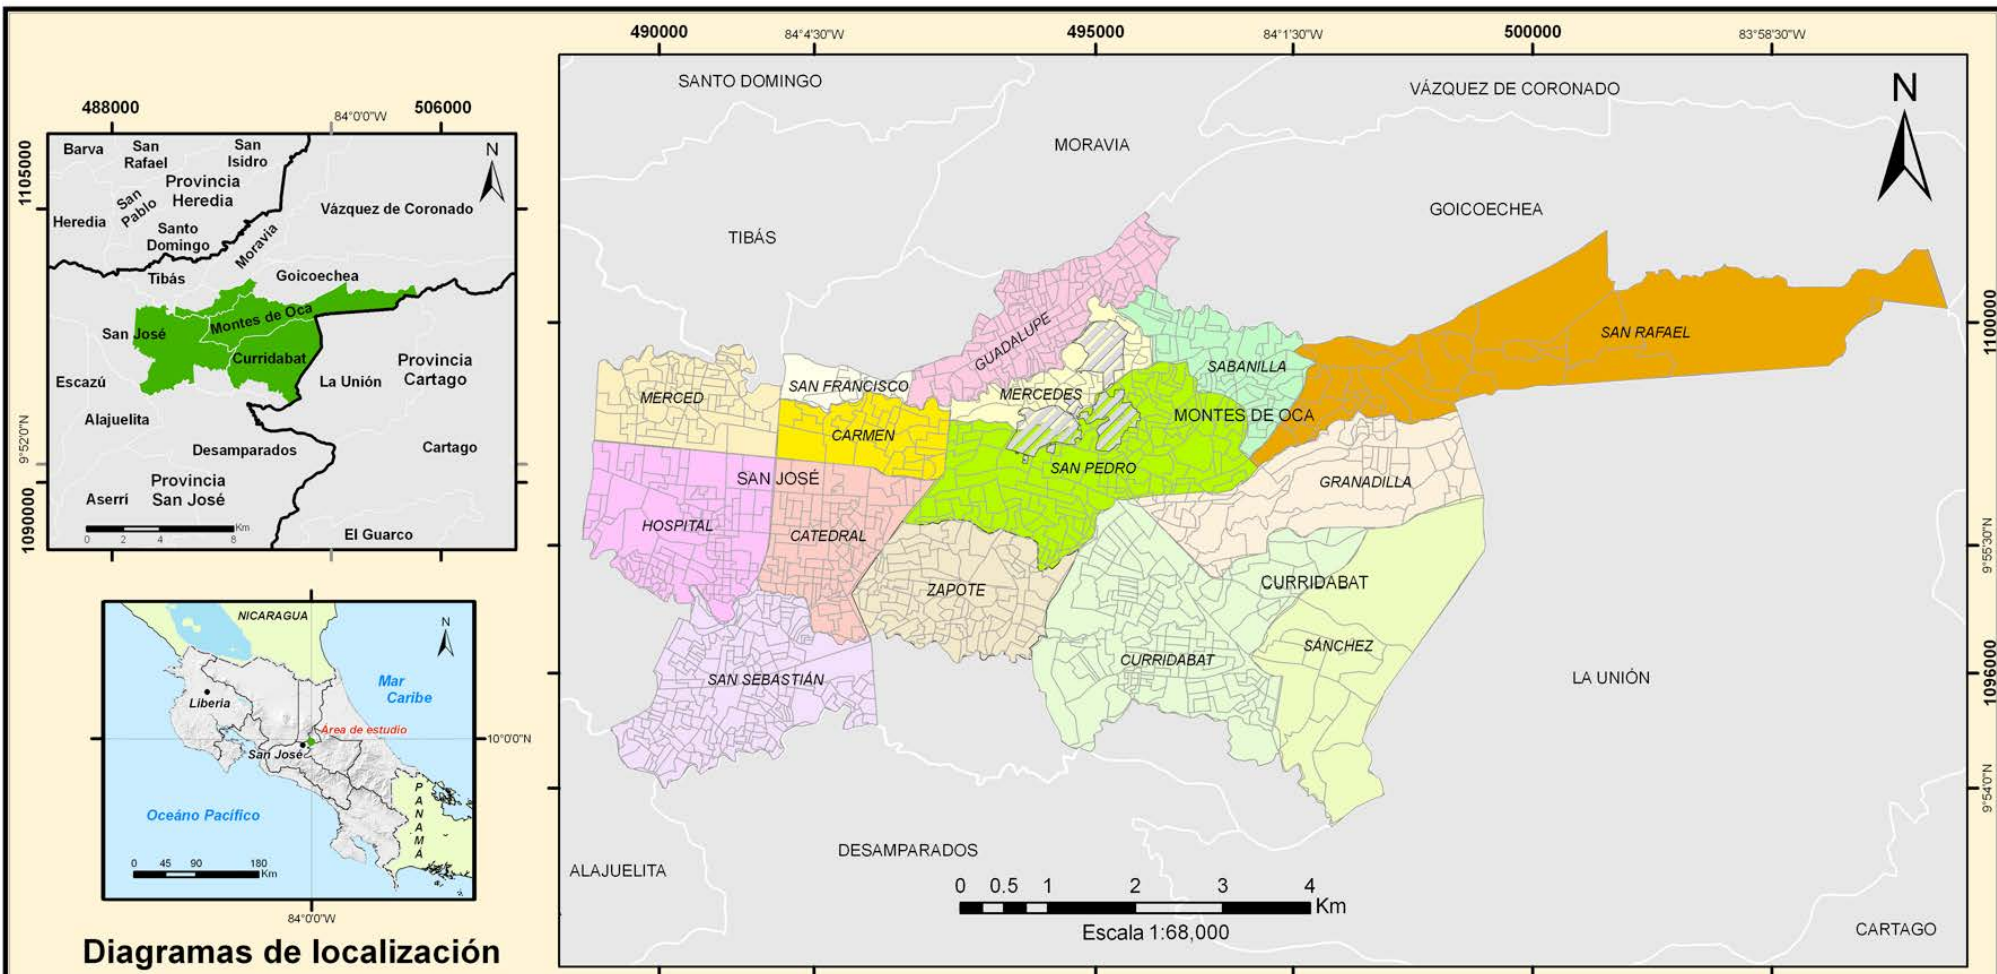 488000
506000
84°0'0"W
1105000
1090000
9°52'0"N
Barva
San
Rafael
San
Isidro
Provincia
Heredia
San
Pablo
Heredia
Santo
Domingo
Moravia
Vázquez de Coronado
N
Tibás
Goicoechea
San José
Montes de Oca
Curridabat
Escazú
La Unión
Provincia
Cartago
Alajuelita
Desamparados
Cartago
Provincia
San José
Aserrí
El Guarco
0 2 4 8 Km
NICARAGUA
N
Mar
Caribe
Liberia
Área de estudio
San José
10°0'0"N
Océano Pacífico
PANAMÁ
0 45 90 180 Km
84°0'0"W
Diagramas de localización
490000
84°4'30"W
495000
84°1'30"W
500000
83°58'30"W
SANTO DOMINGO
VÁZQUEZ DE CORONADO
N
MORAVIA
GOICOECHEA
TIBÁS
1100000
SAN RAFAEL
GUADALUPE
SABANILLA
SAN FRANCISCO
MERCED
MERCEDES
MONTES DE OCA
CARMEN
SAN PEDRO
SAN JOSÉ
GRANADILLA
HOSPITAL
CATEDRAL
9°55'30"N
CURRIDABAT
ZAPOTE
SÁNCHEZ
CURRIDABAT
SAN SEBASTIÁN
LA UNIÓN
1096000
9°54'0"N
DESAMPARADOS
ALAJUELITA
0 0.5 1 2 3 4
Km
Escala 1:68,000
CARTAGO